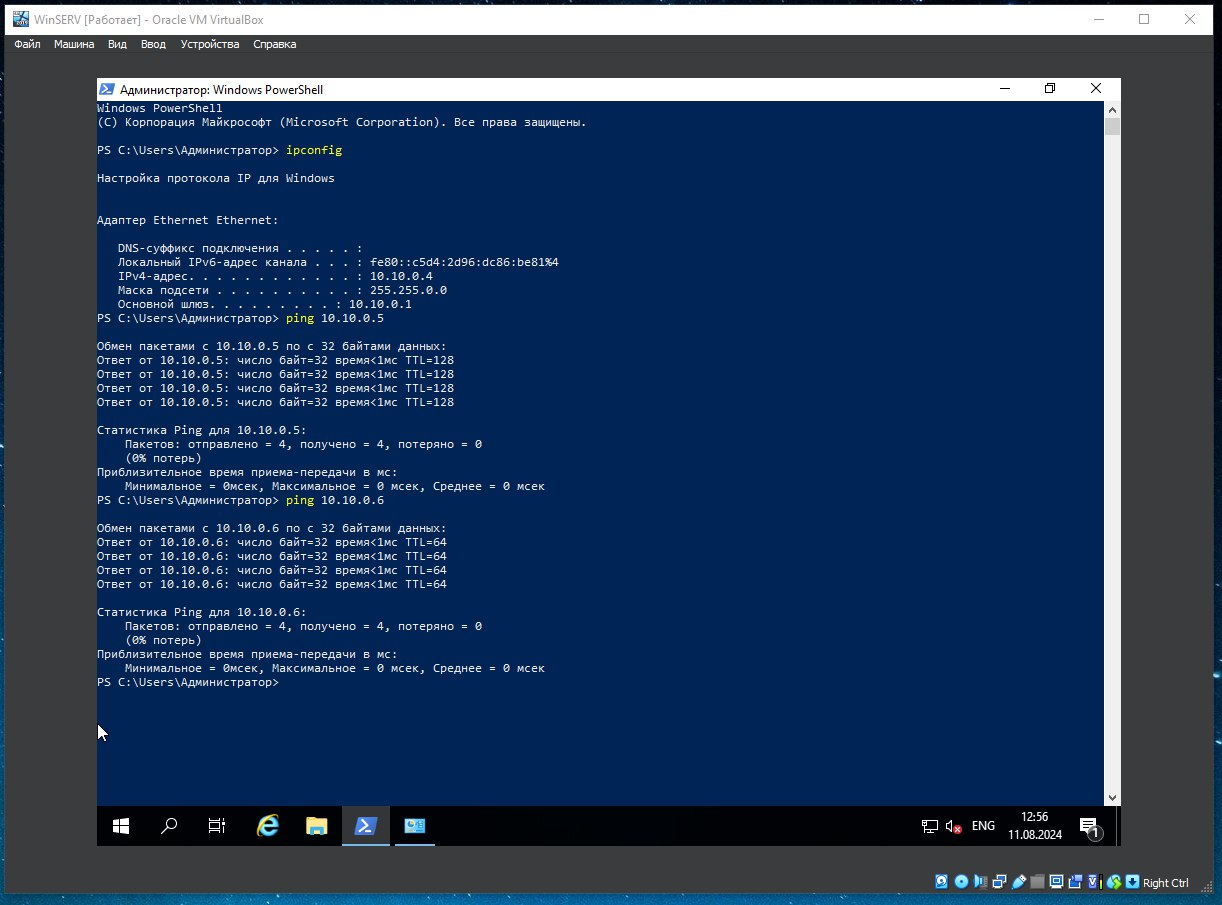 WinSERV [Работает] - Oracle VM VirtualBox
Файл Машина Вид Ввод Устройства Справка
Администратор: Windows PowerShell
Windows PowerShell
(C) Корпорация Майкрософт (Microsoft Corporation). Все права защищены.
PS C:\Users\Администратор> ipconfig
Настройка протокола IP для Windows
Адаптер Ethernet Ethernet:
DNS-суффикс подключения . . . . . :
Локальный IPv6-адрес канала . . . : fe80::c5d4:2d96:dc86:be81%4
IPv4-адрес. . . . . . . . . . . . : 10.10.0.4
Маска подсети . . . . . . . . . . : 255.255.0.0
Основной шлюз. . . . . . . . . : 10.10.0.1
PS C:\Users\Администратор> ping 10.10.0.5
Обмен пакетами с 10.10.0.5 по с 32 байтами данных:
Ответ от 10.10.0.5: число байт=32 время<1мс TTL=128
Ответ от 10.10.0.5: число байт=32 время<1мс TTL=128
Ответ от 10.10.0.5: число байт=32 время<1мс TTL=128
Ответ от 10.10.0.5: число байт=32 время<1мс TTL=128
Статистика Ping для 10.10.0.5:
Пакетов: отправлено = 4, получено = 4, потеряно = 0
(0% потерь)
Приблизительное время приема-передачи в мс:
Минимальное = 0мсек, Максимальное = 0 мсек, Среднее = 0 мсек
PS C:\Users\Администратор> ping 10.10.0.6
Обмен пакетами с 10.10.0.6 по с 32 байтами данных:
Ответ от 10.10.0.6: число байт=32 время<1мс TTL=64
Ответ от 10.10.0.6: число байт=32 время<1мс TTL=64
Ответ от 10.10.0.6: число байт=32 время<1мс TTL=64
Ответ от 10.10.0.6: число байт=32 время<1мс TTL=64
Статистика Ping для 10.10.0.6:
Пакетов: отправлено = 4, получено = 4, потеряно = 0
(0% потерь)
Приблизительное время приема-передачи в мс:
Минимальное = 0мсек, Максимальное = 0 мсек, Среднее = 0 мсек
PS C:\Users\Администратор>
ENG
12:56
11.08.2024
1
Right Ctrl